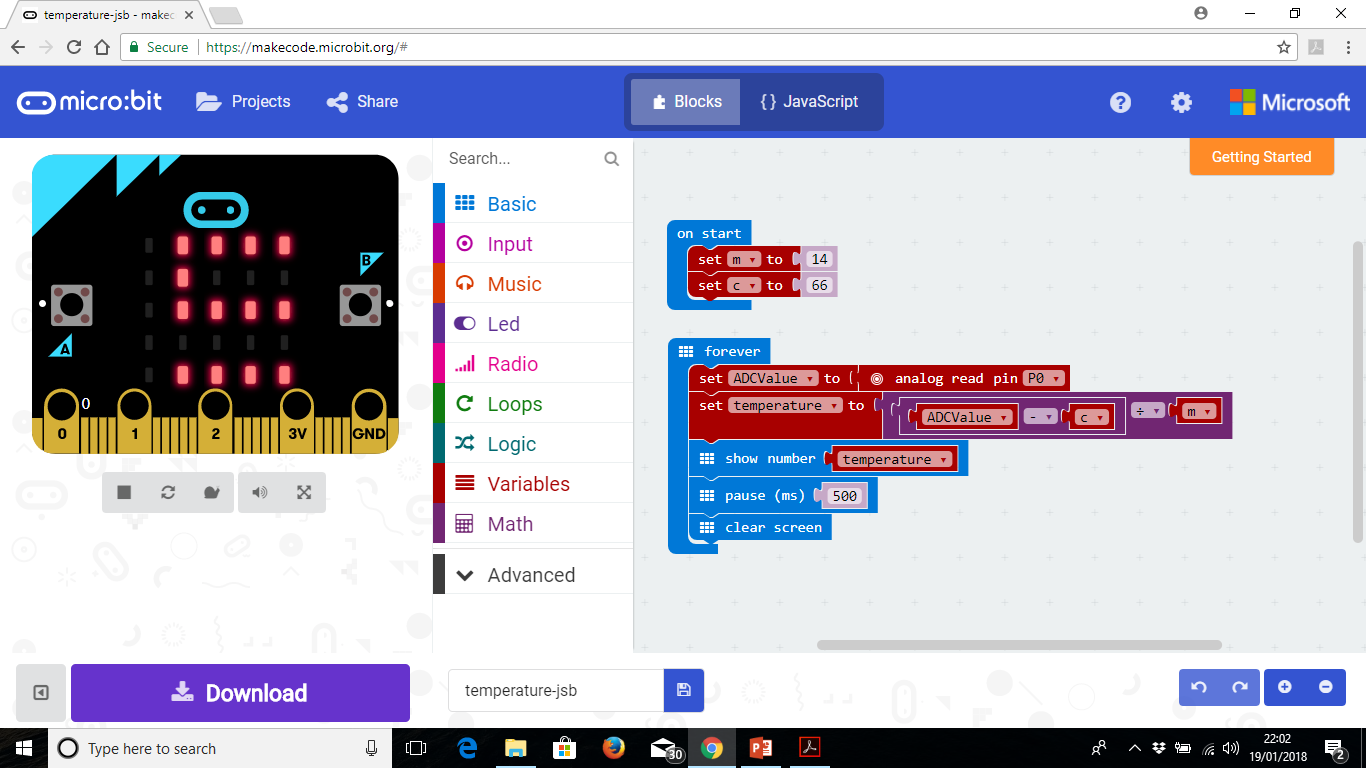 temperature-jsb - makec
Secure https://makecode.microbit.org/#
micro:bit Projects Share Blocks {} JavaScript ? Microsoft
Search...
Getting Started
Basic
Input
Music
Led
Radio
Loops
Logic
Variables
Math
Advanced
B
A
0
0 1 2 3V GND
on start
set m to 14
set c to 66
forever
set ADCValue to analog read pin P0
set temperature to ADCValue - c ÷ m
show number temperature
pause (ms) 500
clear screen
Download
temperature-jsb
Type here to search
30
22:02
19/01/2018
2